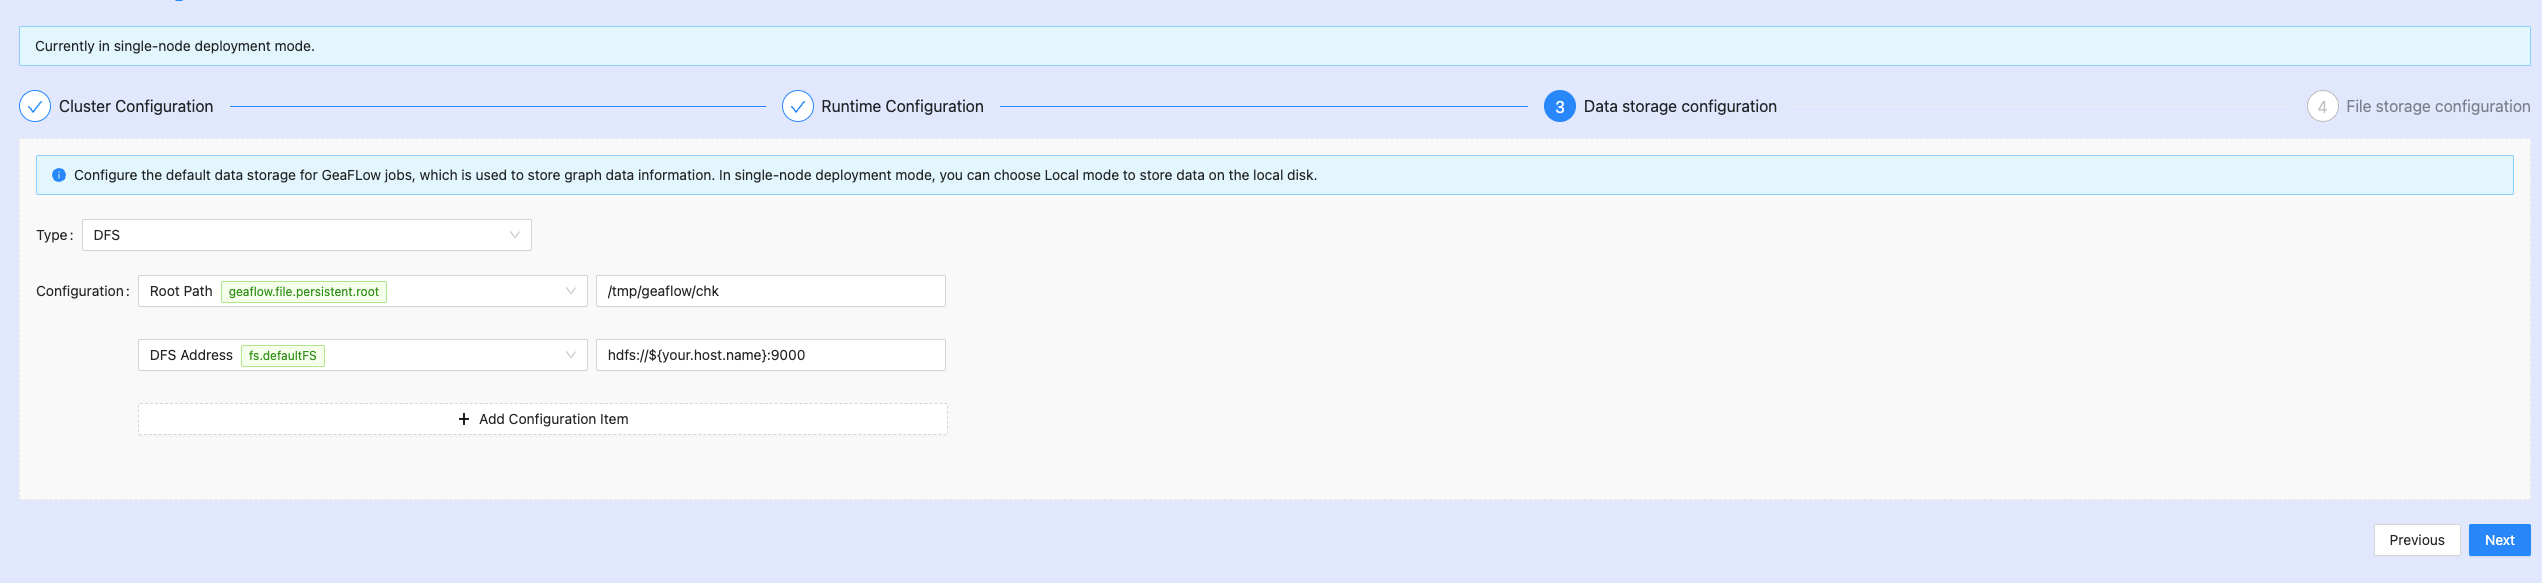 Currently in single-node deployment mode.
Cluster Configuration
Runtime Configuration
3 Data storage configuration
4 File storage configuration
Configure the default data storage for GeaFLow jobs, which is used to store graph data information. In single-node deployment mode, you can choose Local mode to store data on the local disk.
Type: DFS
Configuration: Root Path geaflow.file.persistent.root /tmp/geaflow/chk
DFS Address fs.defaultFS hdfs://${your.host.name}:9000
+ Add Configuration Item
Previous Next